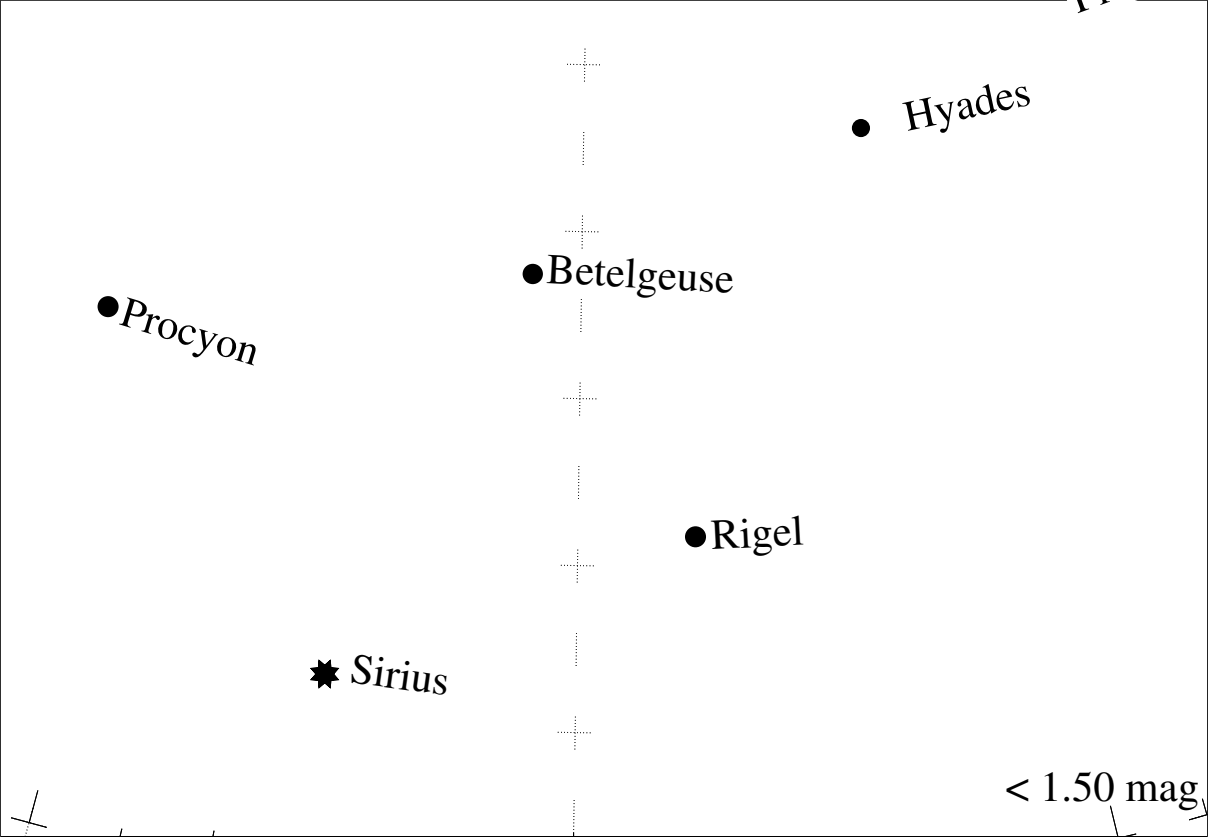 Hyades
Betelgeuse
Procyon
Rigel
Sirius
< 1.50 mag